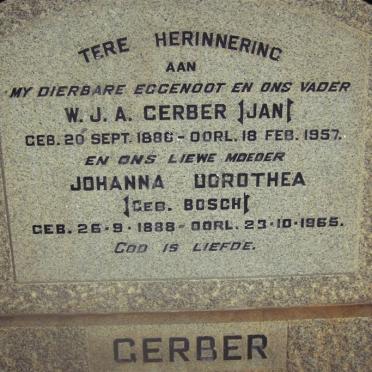 TERE HERINNERING
AAN
MY DIERBARE EGGENOOT EN ONS VADER
W. J. A. GERBER [JAN]
GEB. 20 SEPT. 1886 - OORL. 18 FEB. 1957.
EN ONS LIEWE MOEDER
JOHANNA DOROTHEA
[GEB. BOSCH]
GEB. 26-9-1888 - OORL. 23-10-1965.
GOD IS LIEFDE.
GERBER